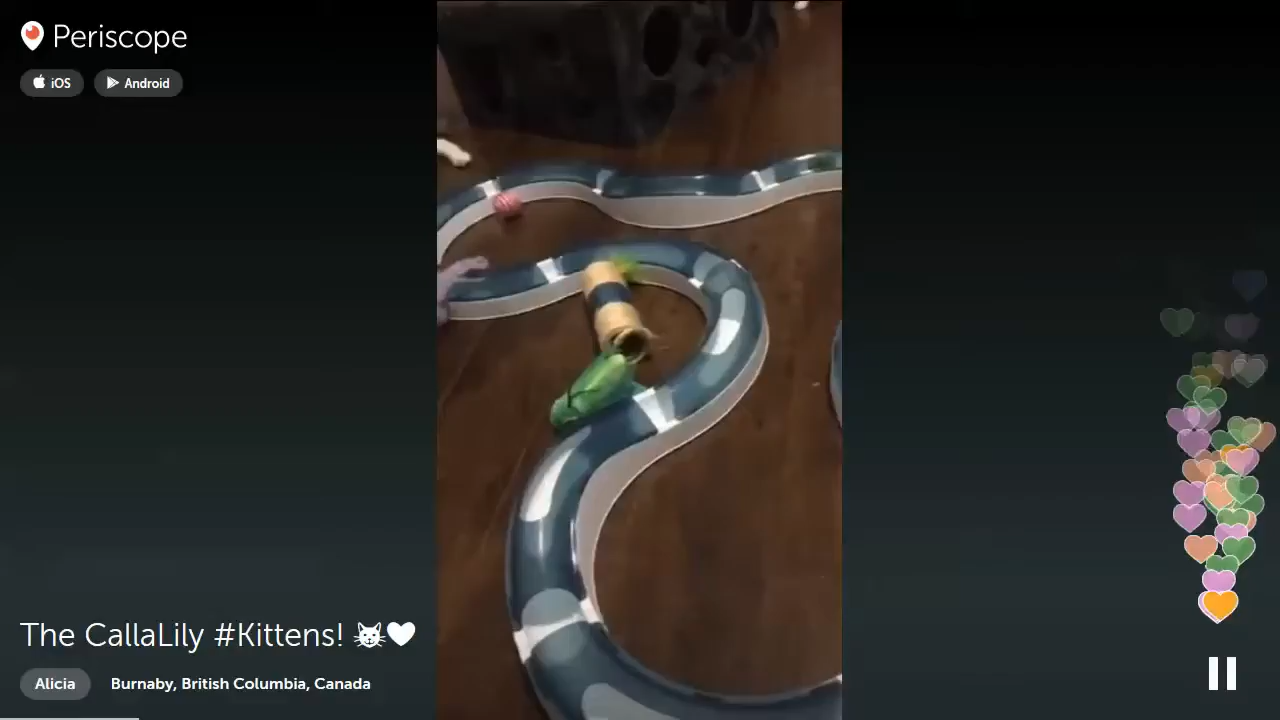 Periscope
iOS
Android
The CallaLily #Kittens! 😸🤍
Alicia
Burnaby, British Columbia, Canada